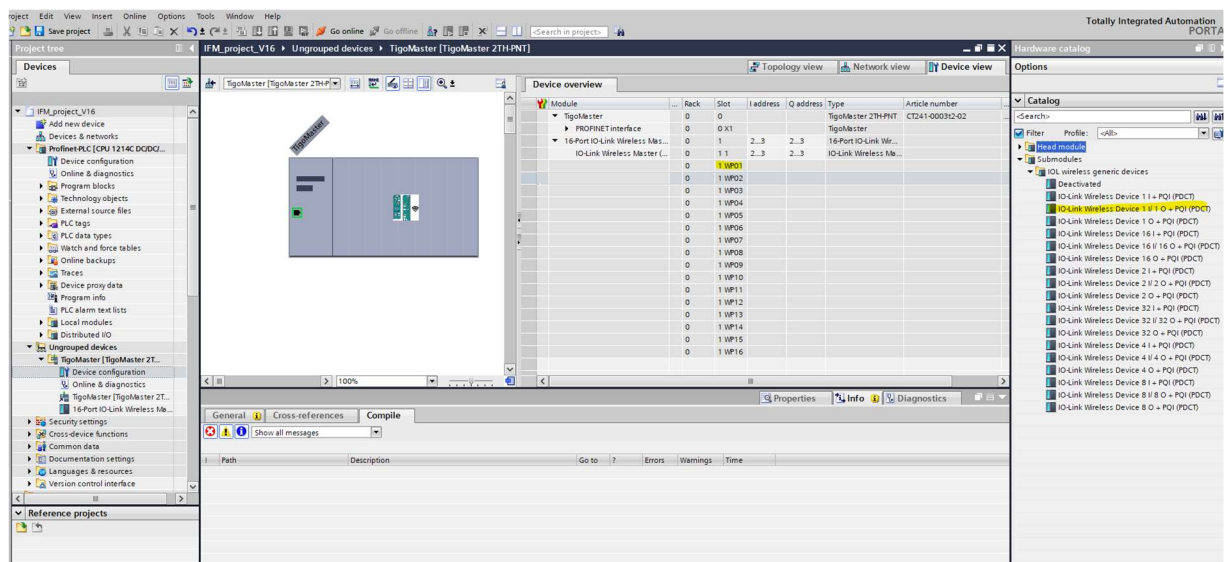 roject Edit View Insert Online Options Tools Window Help
Totally Integrated Automation
PORTA
Save project
Go online
Go offline
<Search in project>
Project tree
IFM_project_V16 ▸ Ungrouped devices ▸ TigoMaster [TigoMaster 2TH-PNT]
Hardware catalog
Devices
Topology view
Network view
Device view
Options
TigoMaster [TigoMaster 2TH-P
Device overview
Module ... Rack Slot I address Q address Type Article number
Catalog
<Search>
Filter Profile: <All>
TigoMaster 0 0 TigoMaster 2TH-PNT CT241-0003t2-02
PROFINET interface 0 0 X1 TigoMaster
16-Port IO-Link Wireless Mas... 0 1 2...3 2...3 16-Port IO-Link Wir...
IO-Link Wireless Master (... 0 1 1 2...3 2...3 IO-Link Wireless Ma...
0 1 WP01
0 1 WP02
0 1 WP03
0 1 WP04
0 1 WP05
0 1 WP06
0 1 WP07
0 1 WP08
0 1 WP09
0 1 WP10
0 1 WP11
0 1 WP12
0 1 WP13
0 1 WP14
0 1 WP15
0 1 WP16
TigoMaster
100%
IFM_project_V16
Add new device
Devices & networks
Profinet-PLC [CPU 1214C DC/DC/...
Device configuration
Online & diagnostics
Program blocks
Technology objects
External source files
PLC tags
PLC data types
Watch and force tables
Online backups
Traces
Device proxy data
Program info
PLC alarm text lists
Local modules
Distributed I/O
Ungrouped devices
TigoMaster [TigoMaster 2T...
Device configuration
Online & diagnostics
TigoMaster [TigoMaster 2T...
16-Port IO-Link Wireless Ma...
Security settings
Cross-device functions
Common data
Documentation settings
Languages & resources
Version control interface
Reference projects
Head module
Submodules
IOL wireless generic devices
Deactivated
IO-Link Wireless Device 1 I + PQI (PDCT)
IO-Link Wireless Device 1 I/ 1 O + PQI (PDCT)
IO-Link Wireless Device 1 O + PQI (PDCT)
IO-Link Wireless Device 16 I + PQI (PDCT)
IO-Link Wireless Device 16 I/ 16 O + PQI (PDCT)
IO-Link Wireless Device 16 O + PQI (PDCT)
IO-Link Wireless Device 2 I + PQI (PDCT)
IO-Link Wireless Device 2 I/ 2 O + PQI (PDCT)
IO-Link Wireless Device 2 O + PQI (PDCT)
IO-Link Wireless Device 32 I + PQI (PDCT)
IO-Link Wireless Device 32 I/ 32 O + PQI (PDCT)
IO-Link Wireless Device 32 O + PQI (PDCT)
IO-Link Wireless Device 4 I + PQI (PDCT)
IO-Link Wireless Device 4 I/ 4 O + PQI (PDCT)
IO-Link Wireless Device 4 O + PQI (PDCT)
IO-Link Wireless Device 8 I + PQI (PDCT)
IO-Link Wireless Device 8 I/ 8 O + PQI (PDCT)
IO-Link Wireless Device 8 O + PQI (PDCT)
Properties
Info
Diagnostics
General
Cross-references
Compile
Show all messages
! Path Description Go to ? Errors Warnings Time